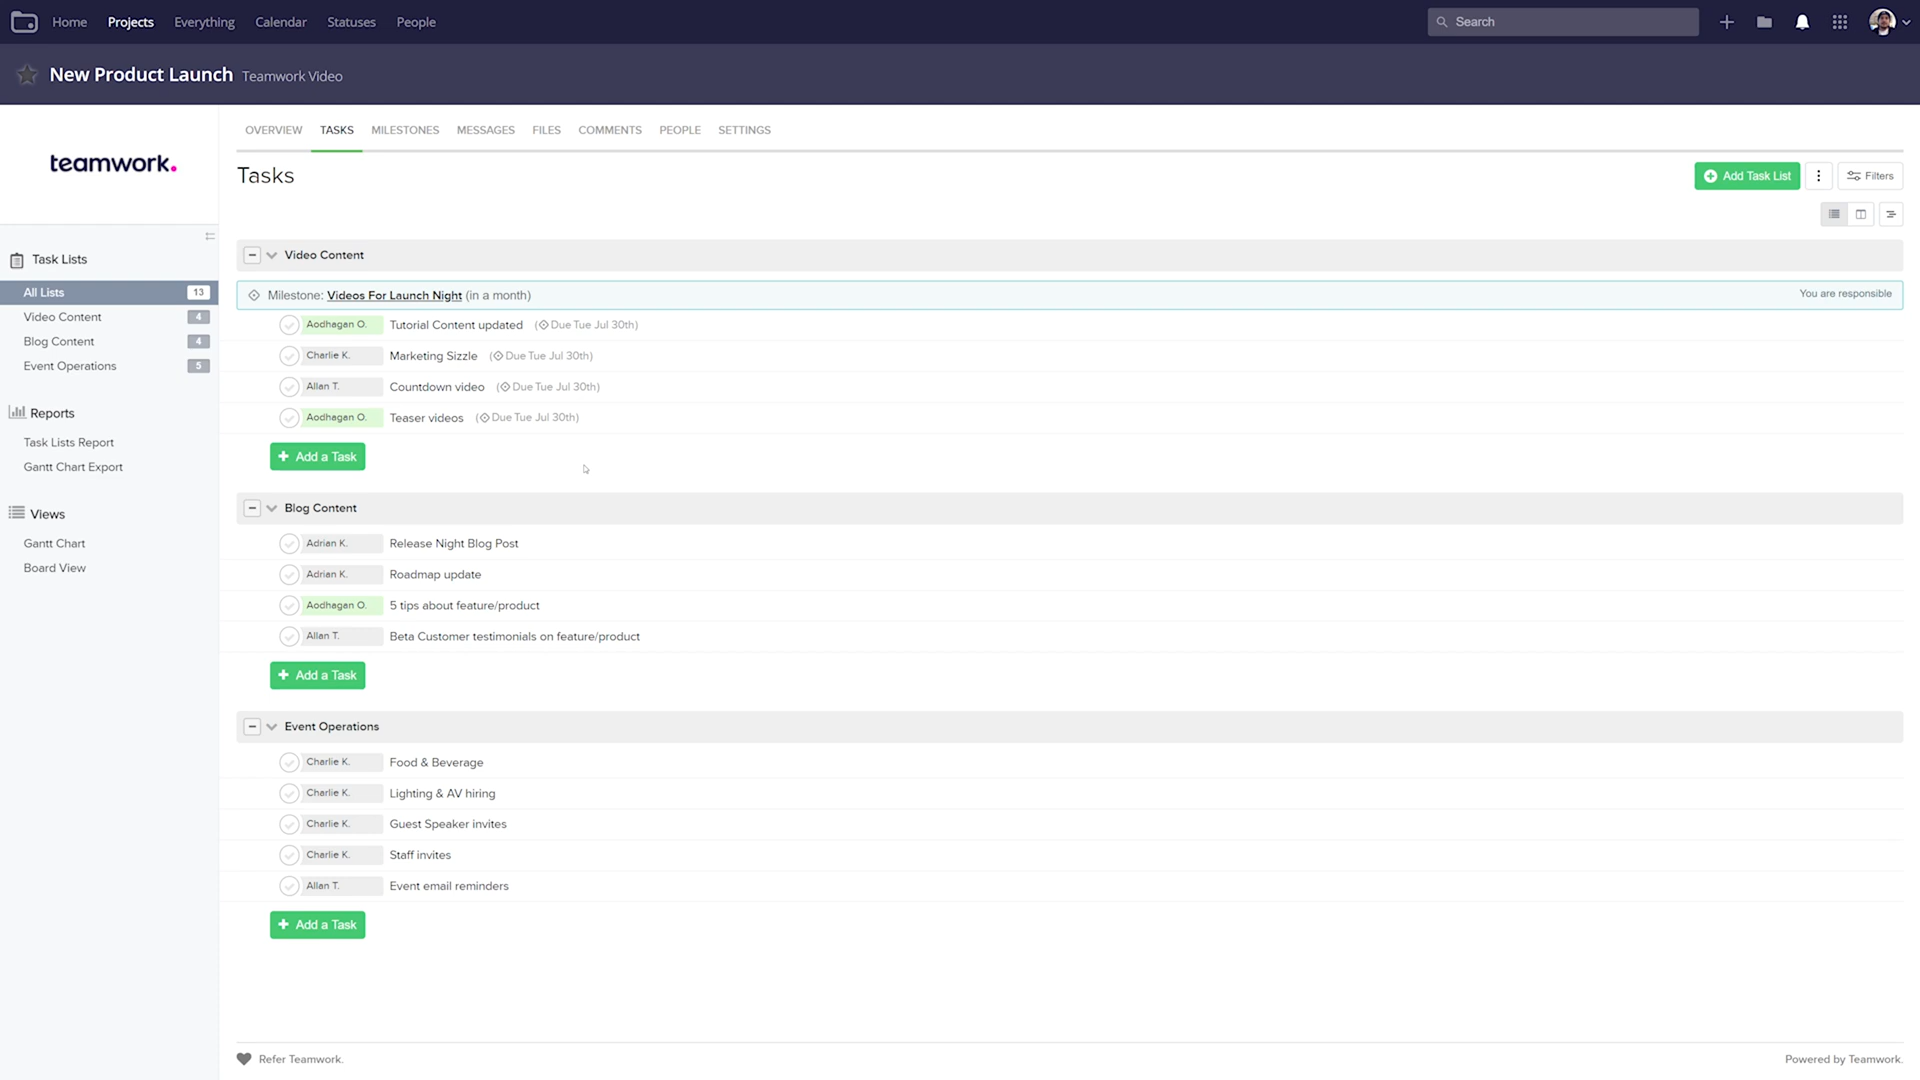 Home Projects Everything Calendar Statuses People Search
New Product Launch Teamwork Video
teamwork.
OVERVIEW TASKS MILESTONES MESSAGES FILES COMMENTS PEOPLE SETTINGS
Tasks
Add Task List Filters
Task Lists
All Lists 13
Video Content 4
Blog Content 4
Event Operations 5
Reports
Task Lists Report
Gantt Chart Export
Views
Gantt Chart
Board View
Video Content
Milestone: Videos For Launch Night (in a month) You are responsible
Aodhagan O. Tutorial Content updated (Due Tue Jul 30th)
Charlie K. Marketing Sizzle (Due Tue Jul 30th)
Allan T. Countdown video (Due Tue Jul 30th)
Aodhagan O. Teaser videos (Due Tue Jul 30th)
+ Add a Task
Blog Content
Adrian K. Release Night Blog Post
Adrian K. Roadmap update
Aodhagan O. 5 tips about feature/product
Allan T. Beta Customer testimonials on feature/product
+ Add a Task
Event Operations
Charlie K. Food & Beverage
Charlie K. Lighting & AV hiring
Charlie K. Guest Speaker invites
Charlie K. Staff invites
Allan T. Event email reminders
+ Add a Task
Refer Teamwork. Powered by Teamwork.